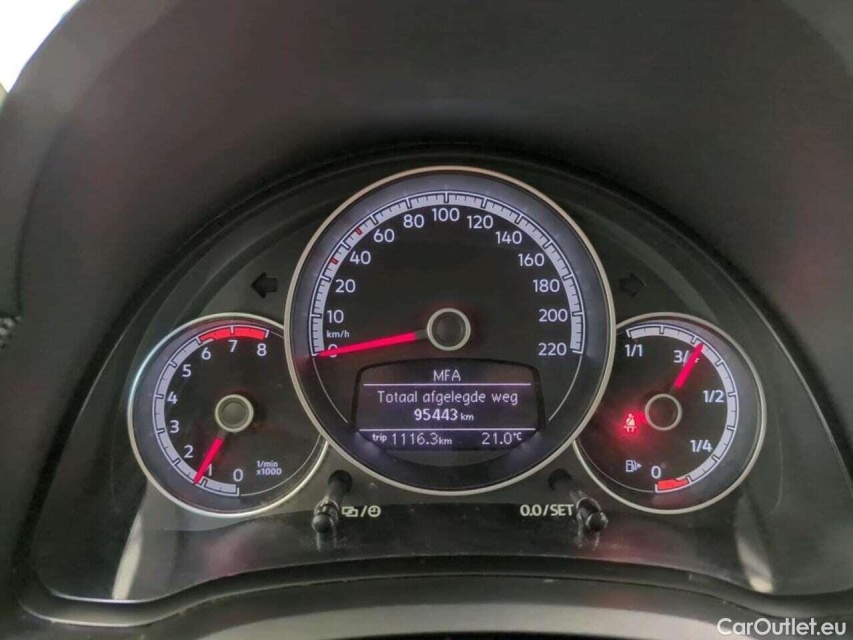 0 10 20 40 60 80 100 120 140 160 180 200 220
km/h
MFA
Totaal afgelegde weg
95443 km
trip 1116.3km 21.0°C
0 1 2 3 4 5 6 7 8
1/min
x1000
1/1 3/ 1/2 1/4 0
0.0/SET
CarOutlet.eu